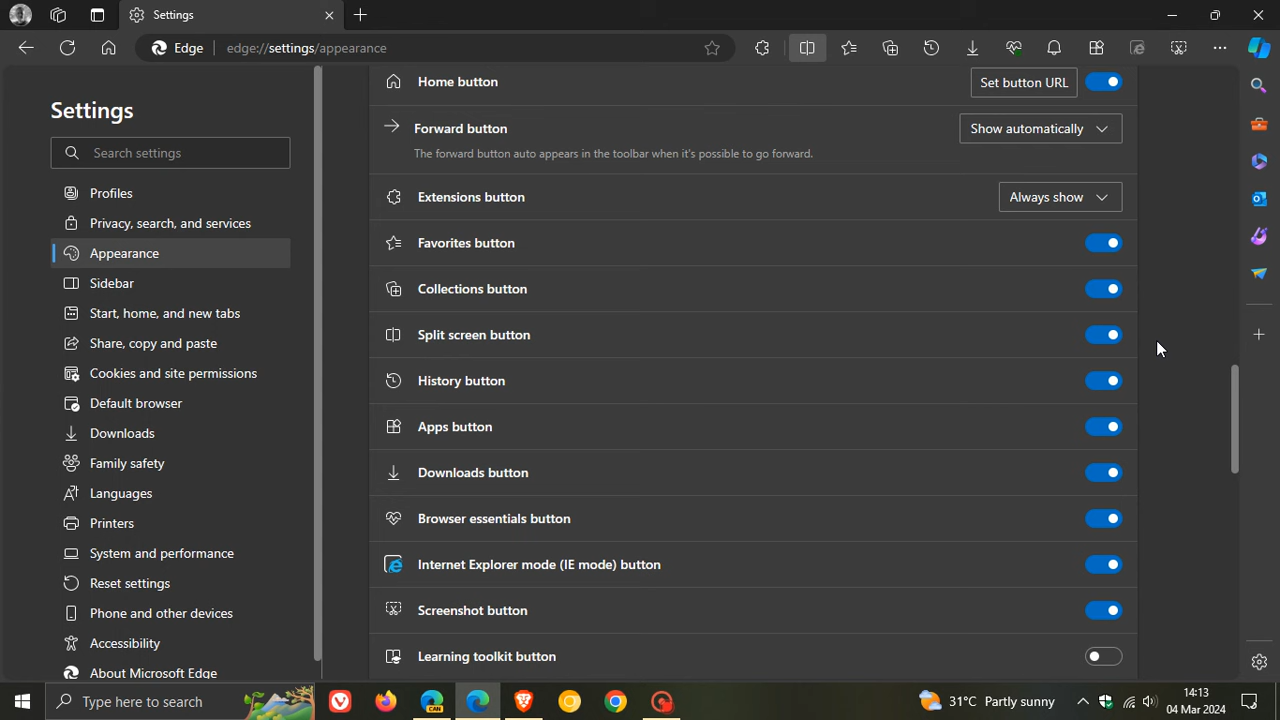 Settings
Edge
edge://settings/appearance
Settings
Search settings
Profiles
Privacy, search, and services
Appearance
Sidebar
Start, home, and new tabs
Share, copy and paste
Cookies and site permissions
Default browser
Downloads
Family safety
Languages
Printers
System and performance
Reset settings
Phone and other devices
Accessibility
About Microsoft Edge
Home button
Set button URL
Forward button
Show automatically
The forward button auto appears in the toolbar when it's possible to go forward.
Extensions button
Always show
Favorites button
Collections button
Split screen button
History button
Apps button
Downloads button
Browser essentials button
Internet Explorer mode (IE mode) button
Screenshot button
Learning toolkit button
Type here to search
CAN
31°C Partly sunny
14:13
04 Mar 2024